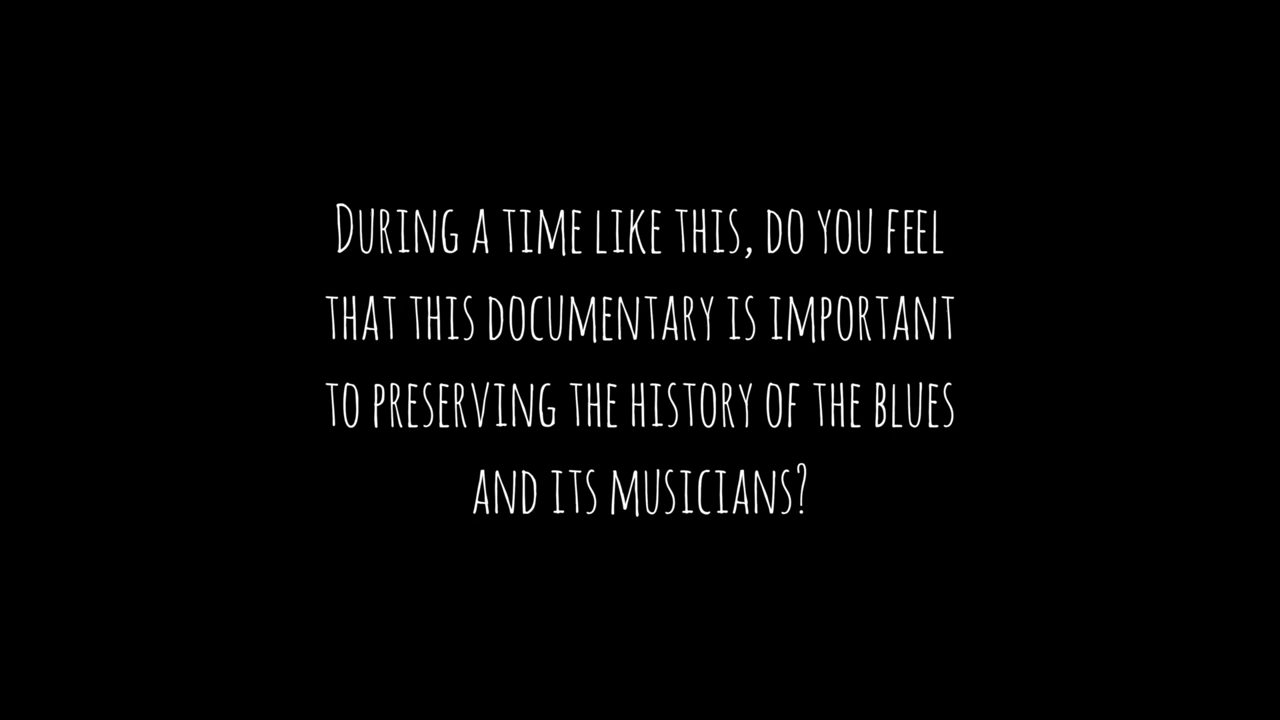 During a time like this, do you feel
that this documentary is important
to preserving the history of the blues
and its musicians?